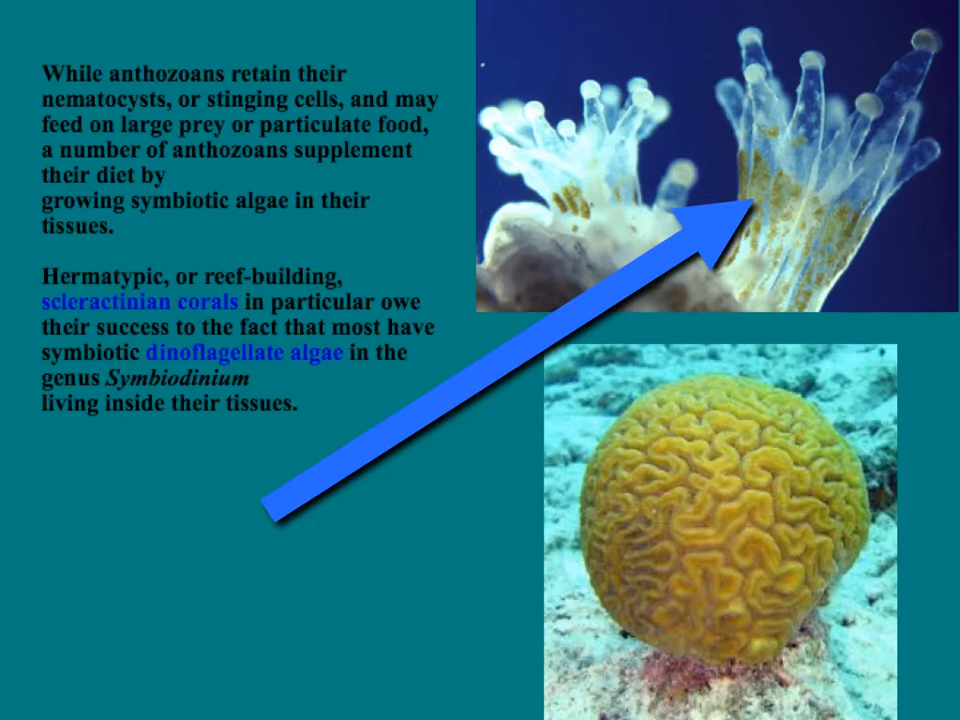 While anthozoans retain their
nematocysts, or stinging cells, and may
feed on large prey or particulate food,
a number of anthozoans supplement
their diet by
growing symbiotic algae in their
tissues.
Hermatypic, or reef-building,
scleractinian corals in particular owe
their success to the fact that most have
symbiotic dinoflagellate algae in the
genus Symbiodinium
living inside their tissues.